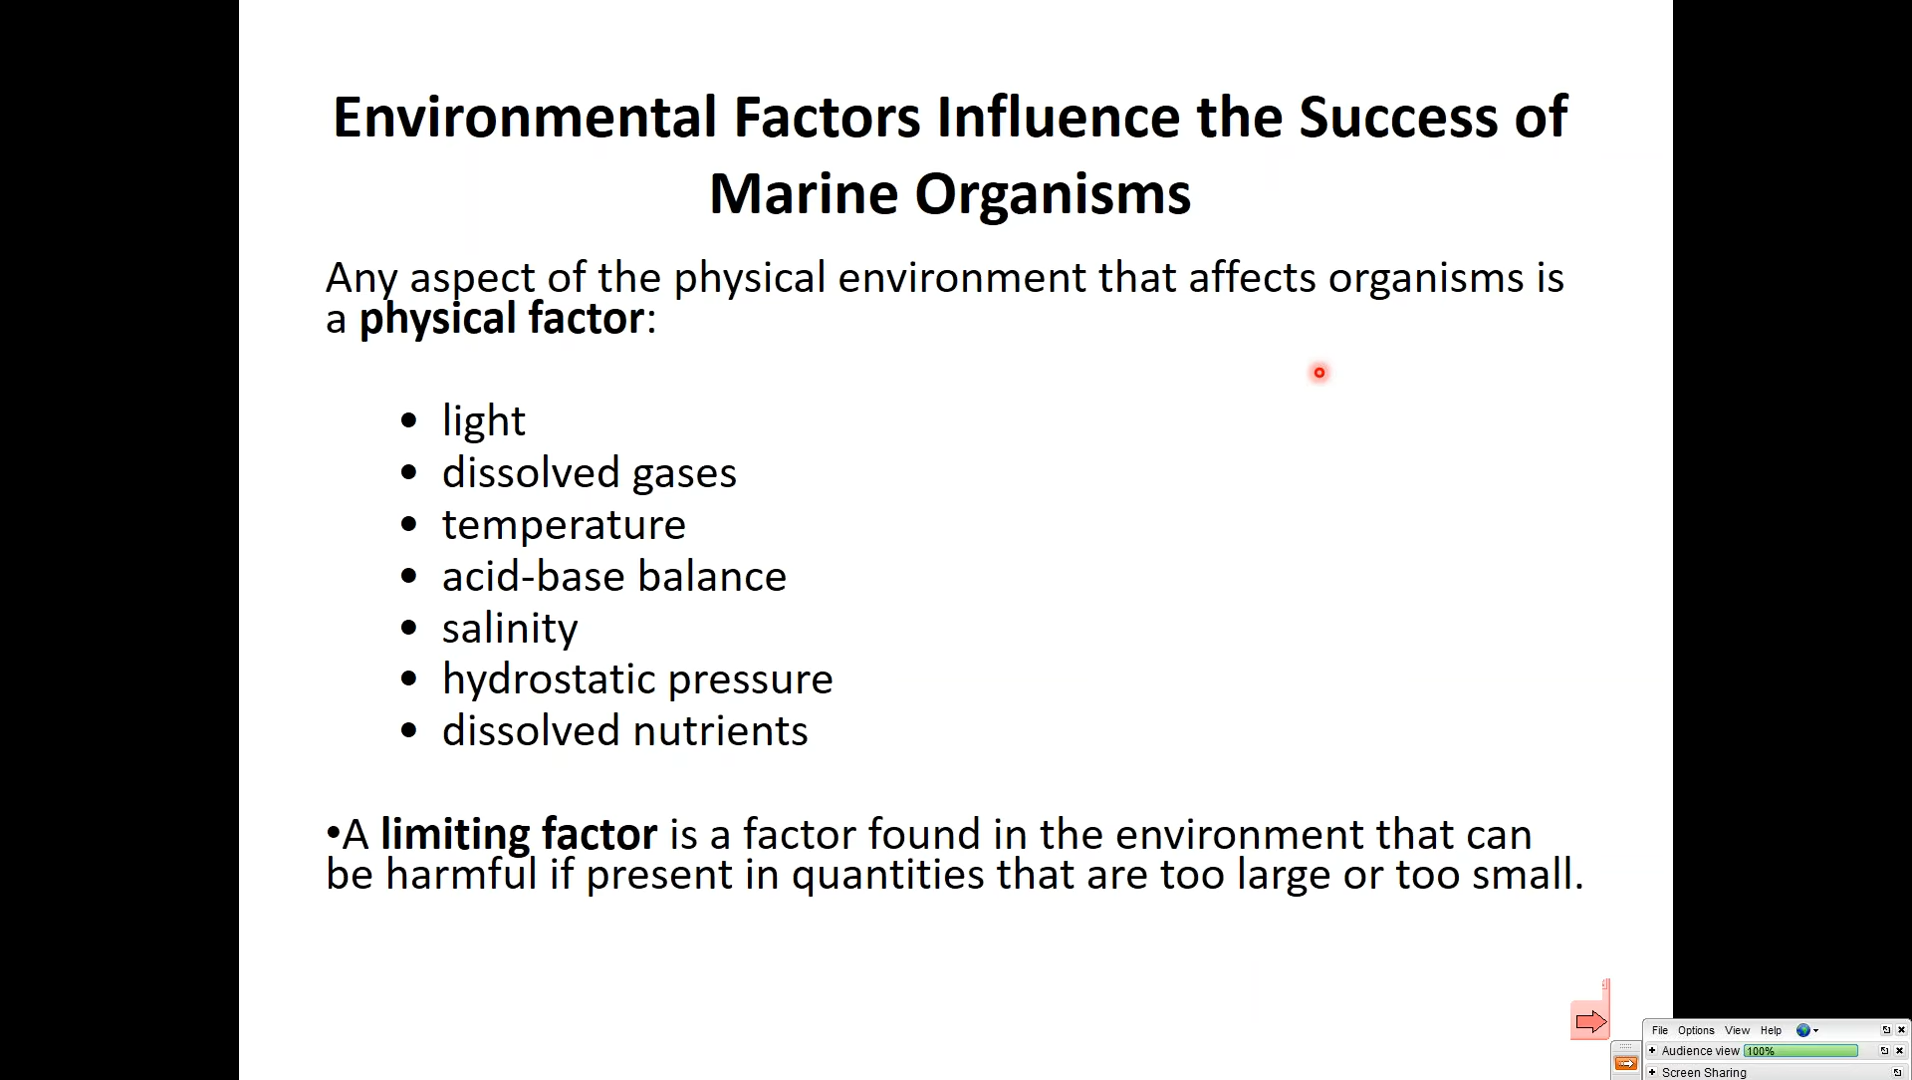 Environmental Factors Influence the Success of
Marine Organisms
Any aspect of the physical environment that affects organisms is
a physical factor:
• light
• dissolved gases
• temperature
• acid-base balance
• salinity
• hydrostatic pressure
• dissolved nutrients
•A limiting factor is a factor found in the environment that can
be harmful if present in quantities that are too large or too small.
File Options View Help
Audience view 100%
Screen Sharing